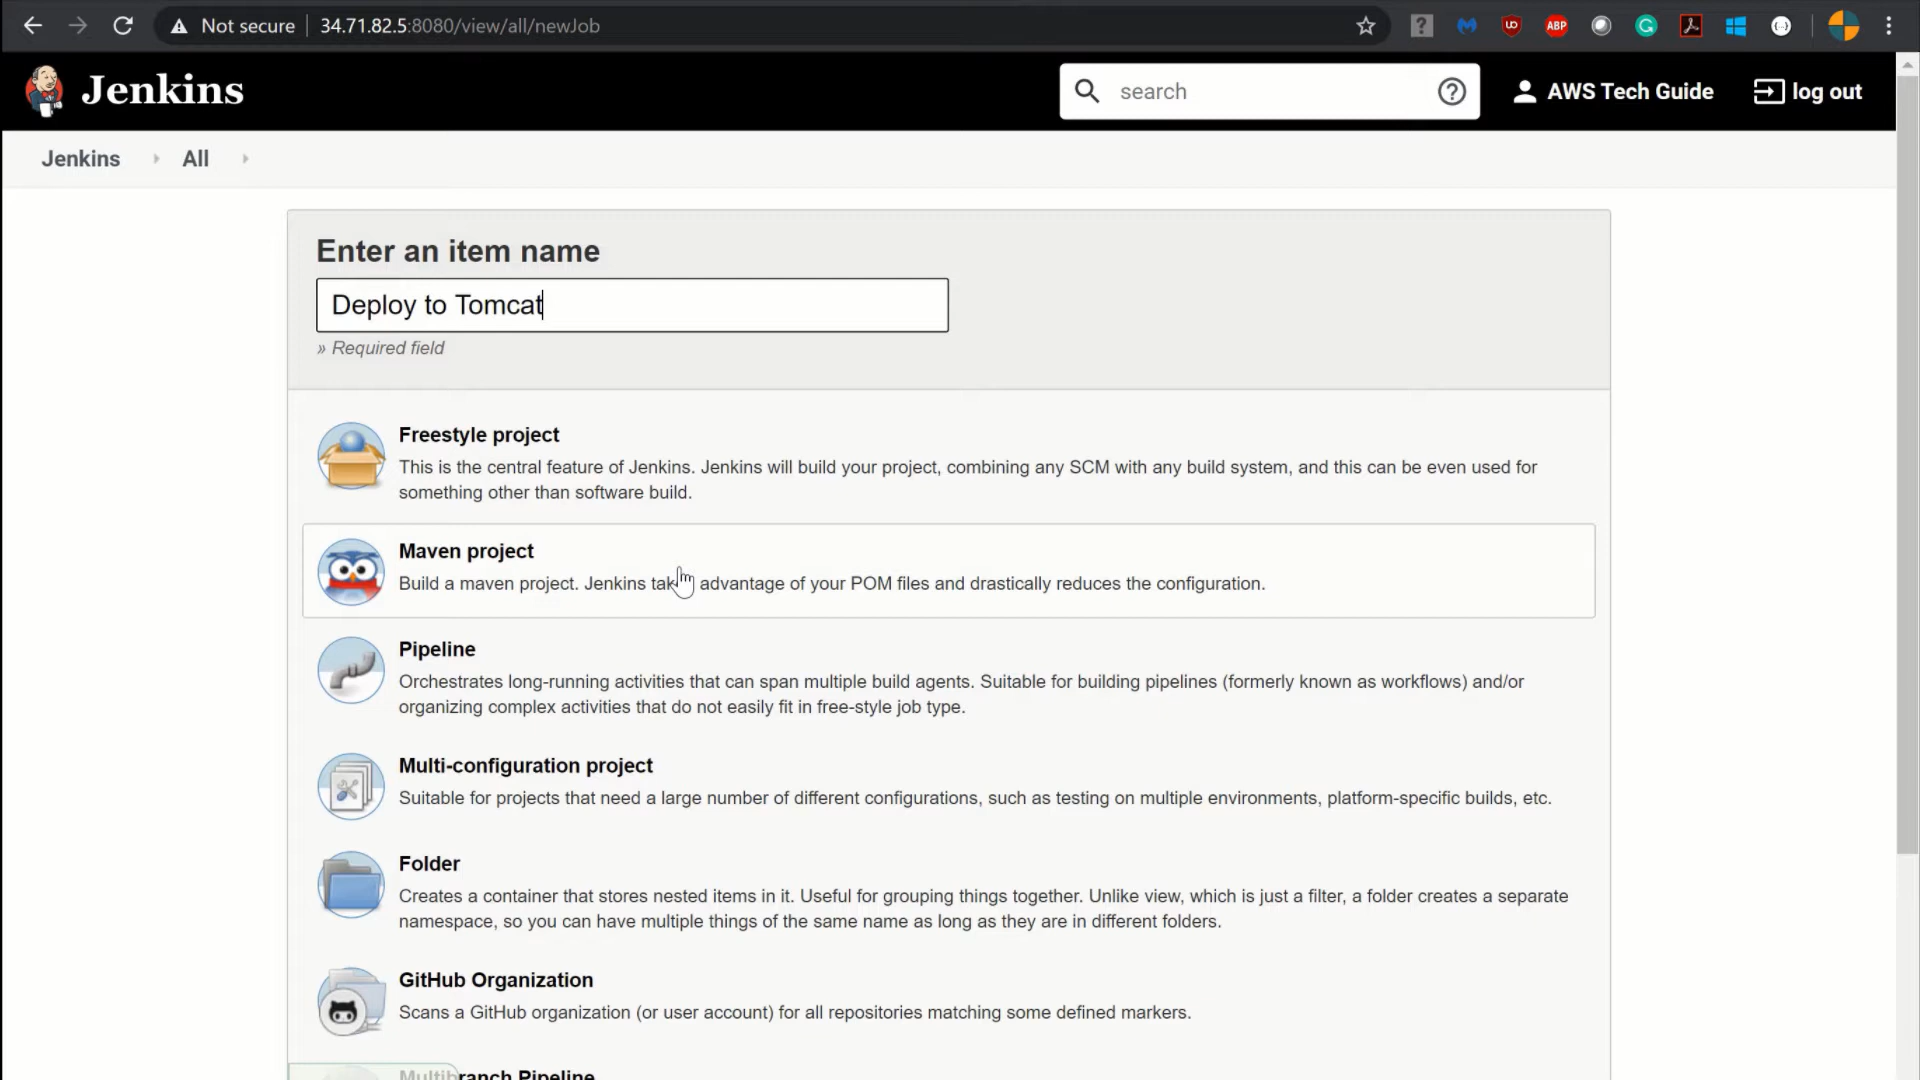 Not secure 34.71.82.5:8080/view/all/newJob
ABP
Jenkins
search
AWS Tech Guide
log out
Jenkins
All
Enter an item name
Deploy to Tomcat
» Required field
Freestyle project
This is the central feature of Jenkins. Jenkins will build your project, combining any SCM with any build system, and this can be even used for
something other than software build.
Maven project
Build a maven project. Jenkins tak advantage of your POM files and drastically reduces the configuration.
Pipeline
Orchestrates long-running activities that can span multiple build agents. Suitable for building pipelines (formerly known as workflows) and/or
organizing complex activities that do not easily fit in free-style job type.
Multi-configuration project
Suitable for projects that need a large number of different configurations, such as testing on multiple environments, platform-specific builds, etc.
Folder
Creates a container that stores nested items in it. Useful for grouping things together. Unlike view, which is just a filter, a folder creates a separate
namespace, so you can have multiple things of the same name as long as they are in different folders.
GitHub Organization
Scans a GitHub organization (or user account) for all repositories matching some defined markers.
Multibranch Pipeline